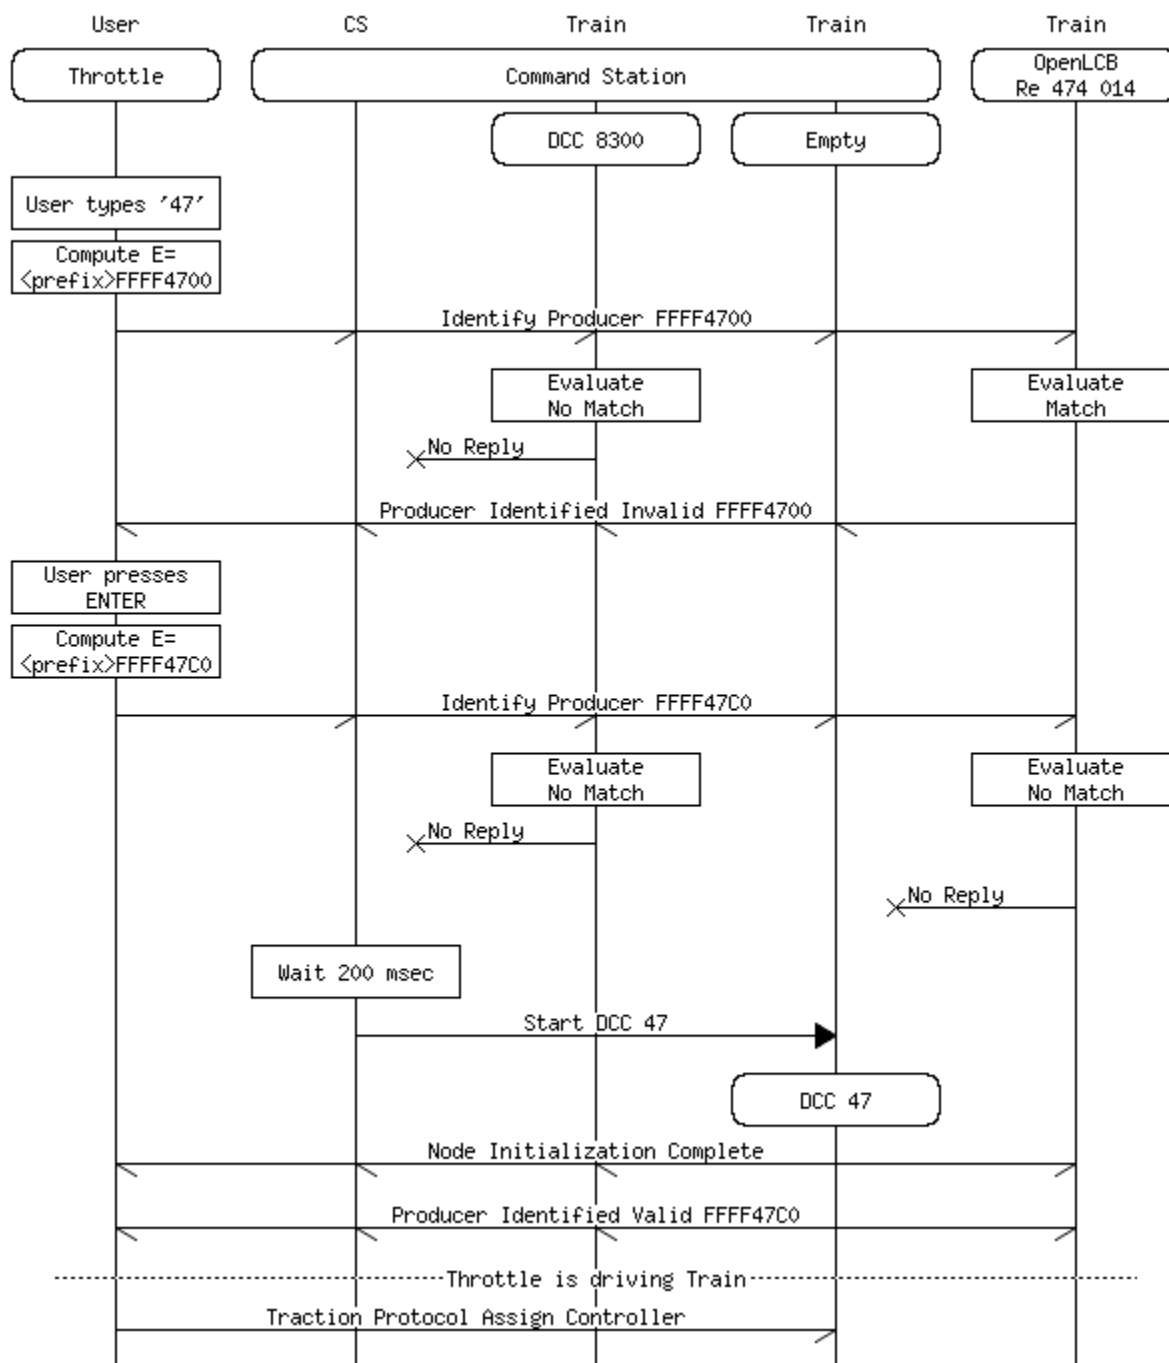 User
CS
Train
Train
Train
Throttle
Command Station
OpenLCB
Re 474 014
DCC 8300
Empty
User types '47'
Compute E=
<prefix>FFFF4700
Identify Producer FFFF4700
Evaluate
No Match
Evaluate
Match
No Reply
Producer Identified Invalid FFFF4700
User presses
ENTER
Compute E=
<prefix>FFFF47C0
Identify Producer FFFF47C0
Evaluate
No Match
Evaluate
No Match
No Reply
No Reply
Wait 200 msec
Start DCC 47
DCC 47
Node Initialization Complete
Producer Identified Valid FFFF47C0
Throttle is driving Train
Traction Protocol Assign Controller